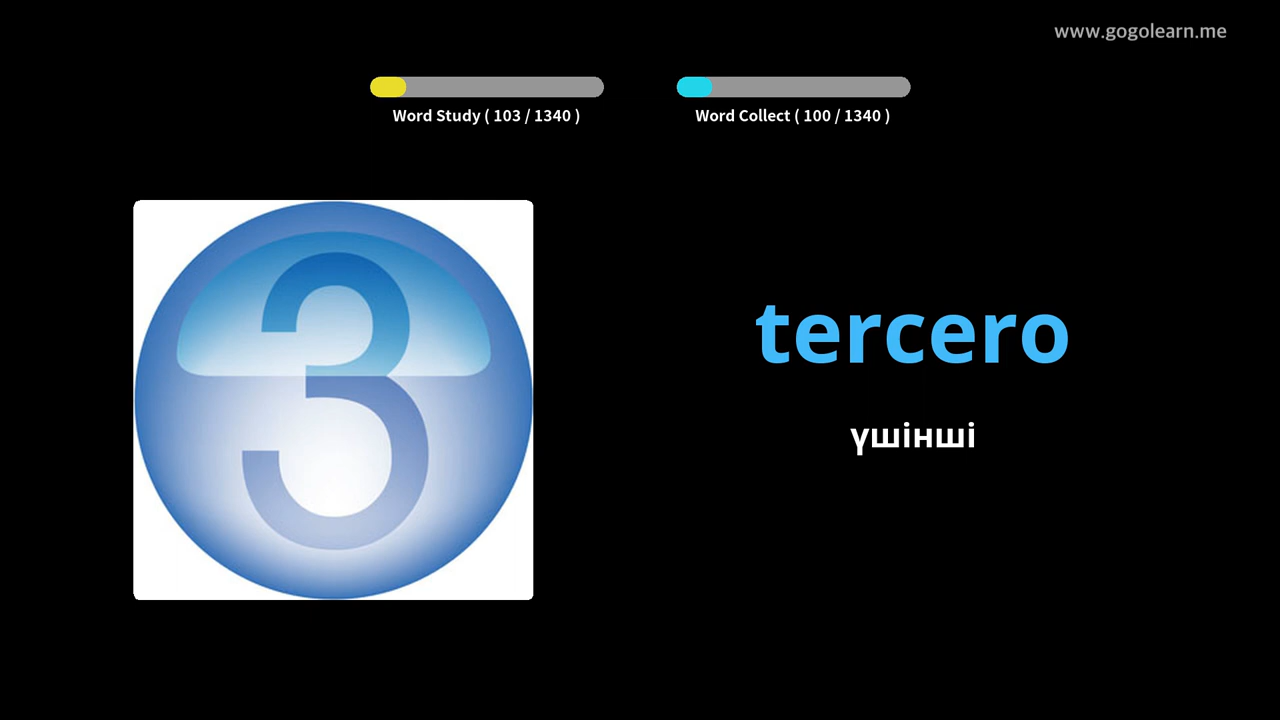 www.gogolearn.me
Word Study ( 103 / 1340 )
Word Collect ( 100 / 1340 )
3
tercero
үшінші